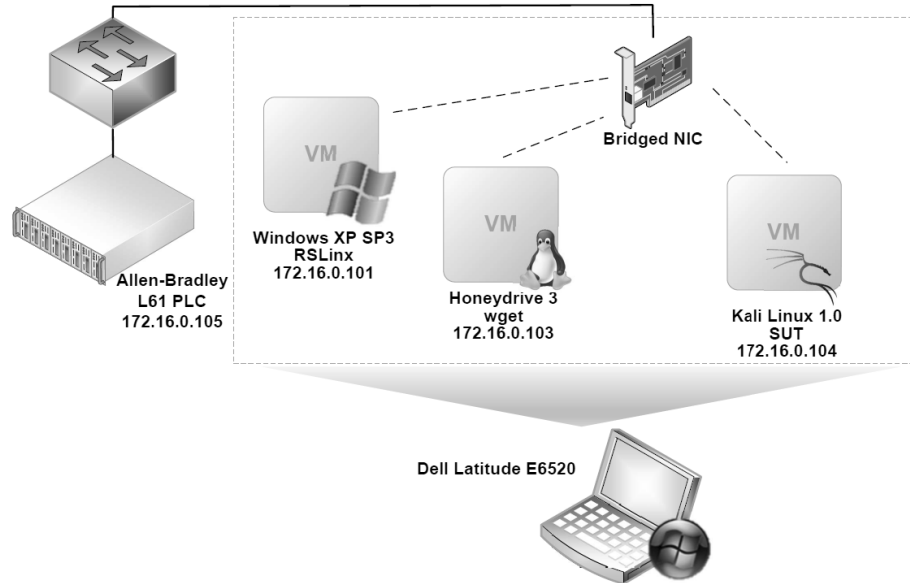 Bridged NIC
VM
Windows XP SP3
RSLinx
172.16.0.101
VM
Honeydrive 3
wget
172.16.0.103
VM
Kali Linux 1.0
SUT
172.16.0.104
Allen-Bradley
L61 PLC
172.16.0.105
Dell Latitude E6520